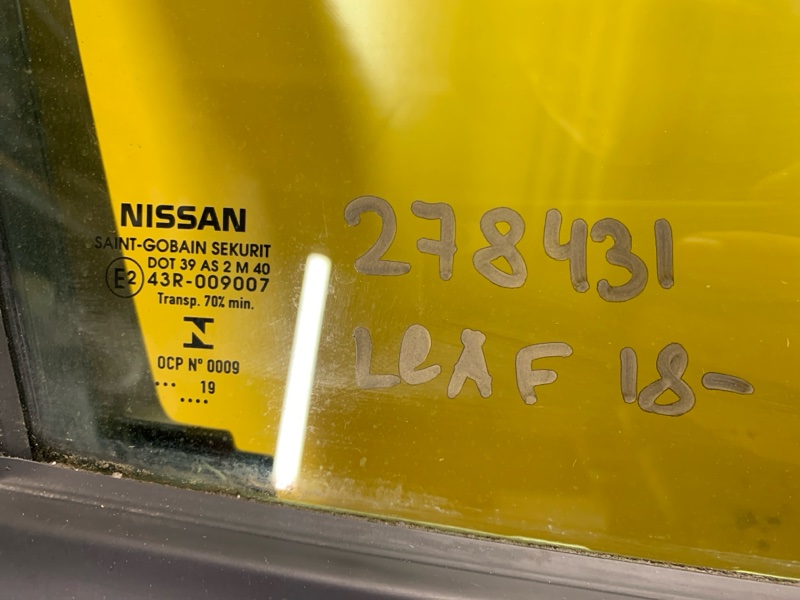 NISSAN
SAINT-GOBAIN SEKURIT
DOT 39 AS 2 M 40
E2 43R-009007
Transp. 70% min.
OCP Nº 0009
... 19
....
278431
LeAF 18-